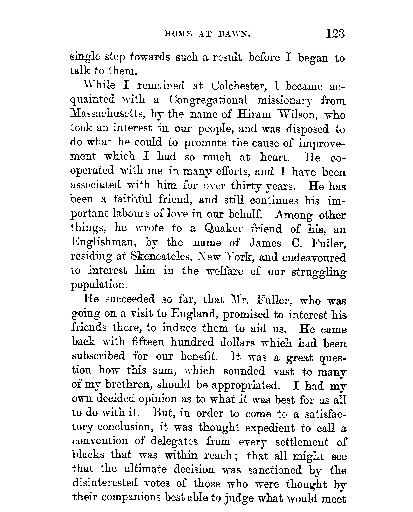 HOME AT DAWN. 123
single step towards such a result before I began to
talk to them.
While I remained at Colchester, I became ac-
quainted with a Congregational missionary from
Massachusetts, by the name of Hiram Wilson, who
took an interest in our people, and was disposed to
do what he could to promote the cause of improve-
ment which I had so much at heart. He co-
operated with me in many efforts, and I have been
associated with him for over thirty years. He has
been a faithful friend, and still continues his im-
portant labours of love in our behalf. Among other
things, he wrote to a Quaker friend of his, an
Englishman, by the name of James C. Fuller,
residing at Skeneateles, New York, and endeavoured
to interest him in the welfare of our struggling
population.
He succeeded so far, that Mr. Fuller, who was
going on a visit to England, promised to interest his
friends there, to induce them to aid us. He came
back with fifteen hundred dollars which had been
subscribed for our benefit. It was a great ques-
tion how this sum, which sounded vast to many
of my brethren, should be appropriated. I had my
own decided opinion as to what it was best for us all
to do with it. But, in order to come to a satisfac-
tory conclusion, it was thought expedient to call a
convention of delegates from every settlement of
blacks that was within reach; that all might see
that the ultimate decision was sanctioned by the
disinterested votes of those who were thought by
their companions best able to judge what would meet